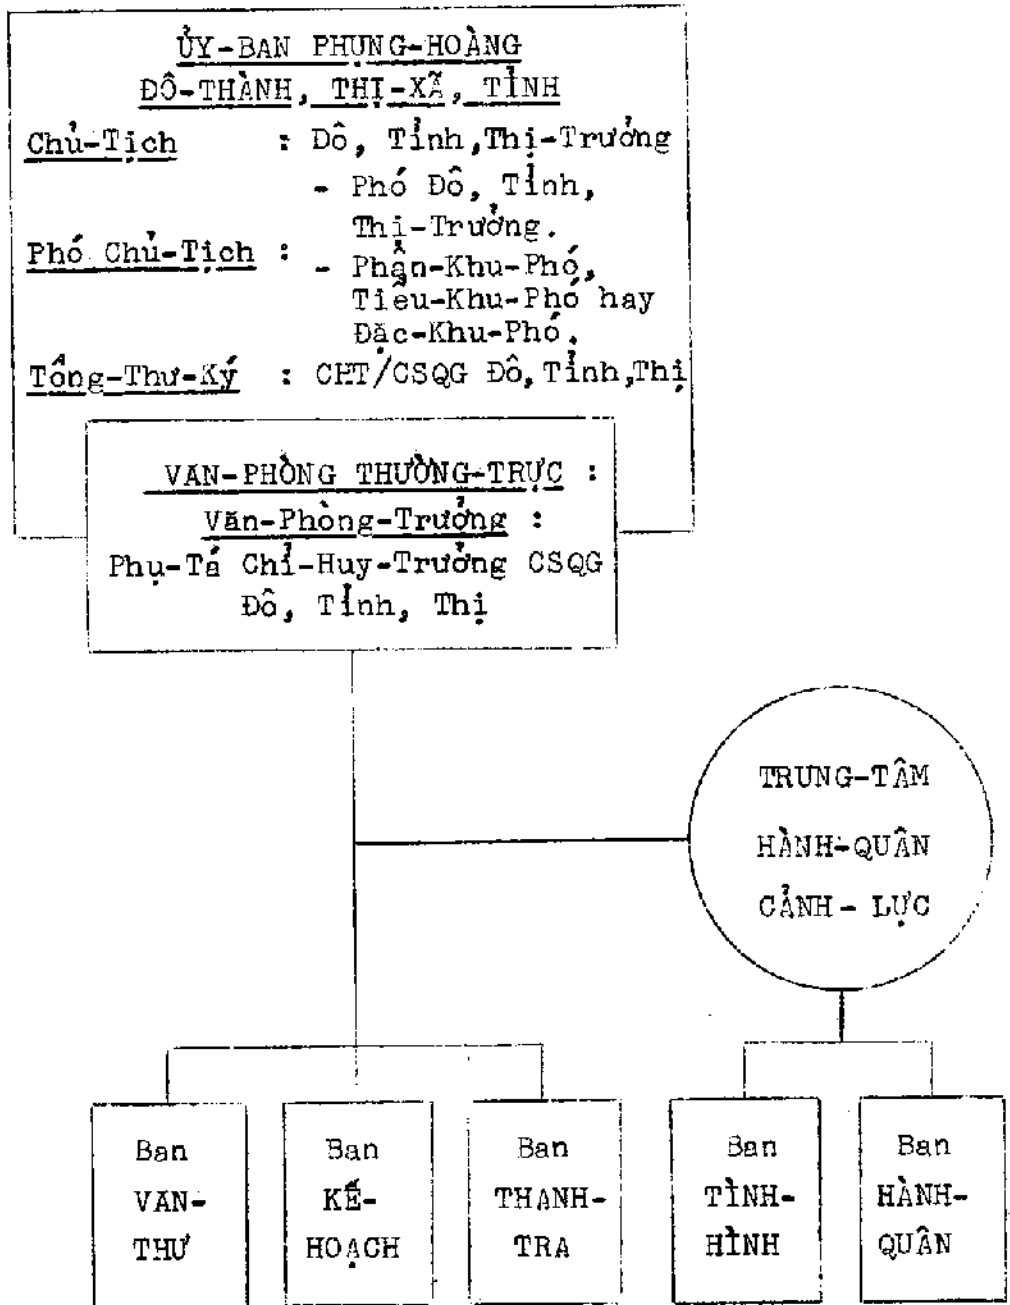 ỦY-BAN PHỤNG-HOÀNG
ĐÔ-THÀNH, THỊ-XÃ, TỈNH
Chủ-Tịch : Đô, Tỉnh,Thị-Trưởng
- Phó Đô, Tỉnh,
Thị-Trưởng.
Phó Chủ-Tịch :
- Phân-Khu-Phó,
Tiểu-Khu-Phó hay
Đặc-Khu-Phó.
Tổng-Thư-Ký : CHT/CSQG Đô,Tỉnh,Thị
VAN-PHÒNG THƯỜNG-TRỰC :
Văn-Phòng-Trưởng :
Phụ-Tá Chỉ-Huy-Trưởng CSQG
Đô, Tỉnh, Thị
TRUNG-TÂM
HÀNH-QUÂN
CẢNH - LỰC
Ban
VAN-
THƯ
Ban
KẾ-
HOẠCH
Ban
THANH-
TRA
Ban
TÌNH-
HÌNH
Ban
HÀNH-
QUÂN